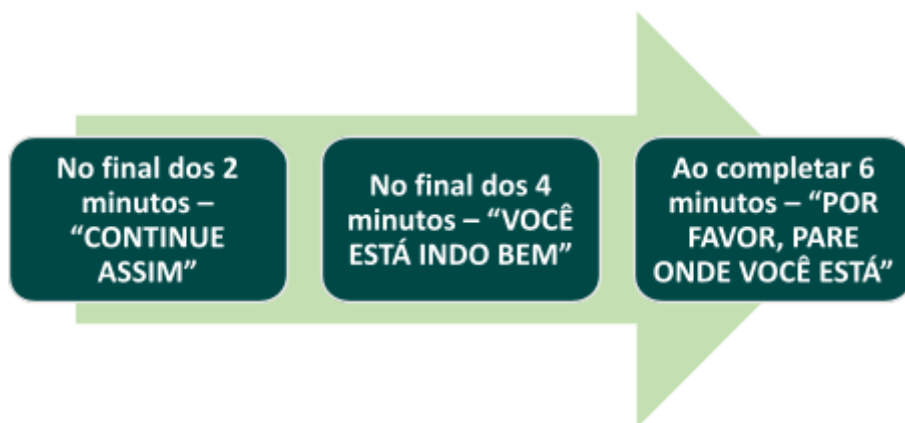 No final dos 2
minutos –
“CONTINUE
ASSIM”
No final dos 4
minutos – “VOCÊ
ESTÁ INDO BEM”
Ao completar 6
minutos – “POR
FAVOR, PARE
ONDE VOCÊ ESTÁ”